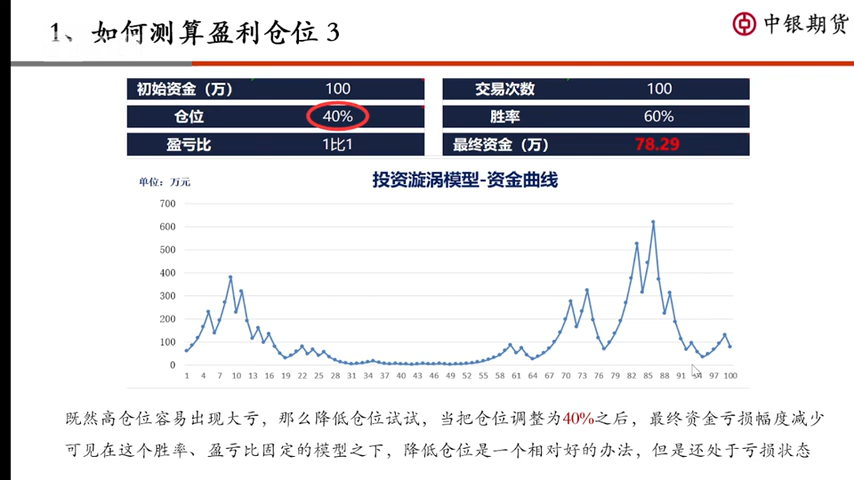 1、如何测算盈利仓位 3
中银期货
初始资金（万） 100 交易次数 100
仓位 40% 胜率 60%
盈亏比 1比1 最终资金（万） 78.29
单位：万元 投资漩涡模型-资金曲线
700
600
500
400
300
200
100
0
1 4 7 10 13 16 19 22 25 28 31 34 37 40 43 46 49 52 55 58 61 64 67 70 73 76 79 82 85 88 91 94 97 100
既然高仓位容易出现大亏，那么降低仓位试试，当把仓位调整为40%之后，最终资金亏损幅度减少
可见在这个胜率、盈亏比固定的模型之下，降低仓位是一个相对好的办法，但是还处于亏损状态